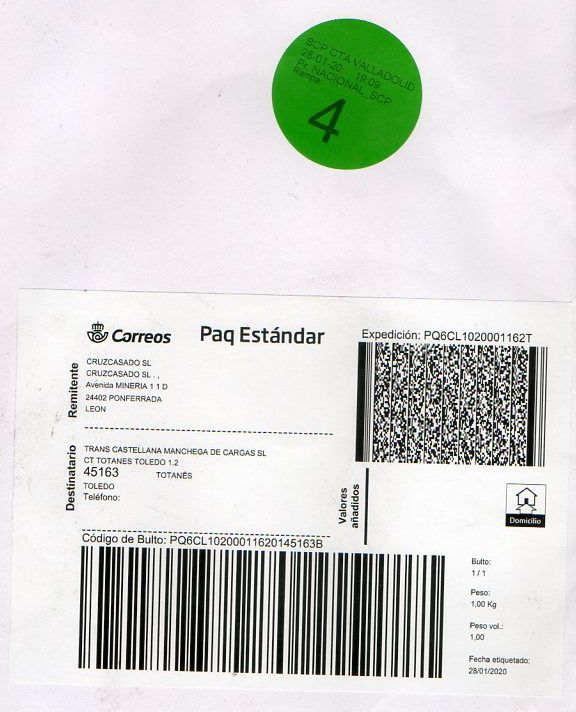 SCP CTA VALLADOLID
28-01-20 19:09
Pr. NACIONAL_SCP
Rampa:
4
Correos
Paq Estándar
Expedición: PQ6CL1020001162T
Remitente
CRUZCASADO SL
CRUZCASADO SL . ,
Avenida MINERIA 1 1 D
24402 PONFERRADA
LEON
Destinatario
TRANS CASTELLANA MANCHEGA DE CARGAS SL
CT TOTANES TOLEDO 1.2
45163 TOTANÉS
TOLEDO
Teléfono:
Valores
añadidos
Domicilio
Código de Bulto: PQ6CL10200011620145163B
Bulto:
1 / 1
Peso:
1,00 Kg
Peso vol.:
1,00
Fecha etiquetado:
28/01/2020